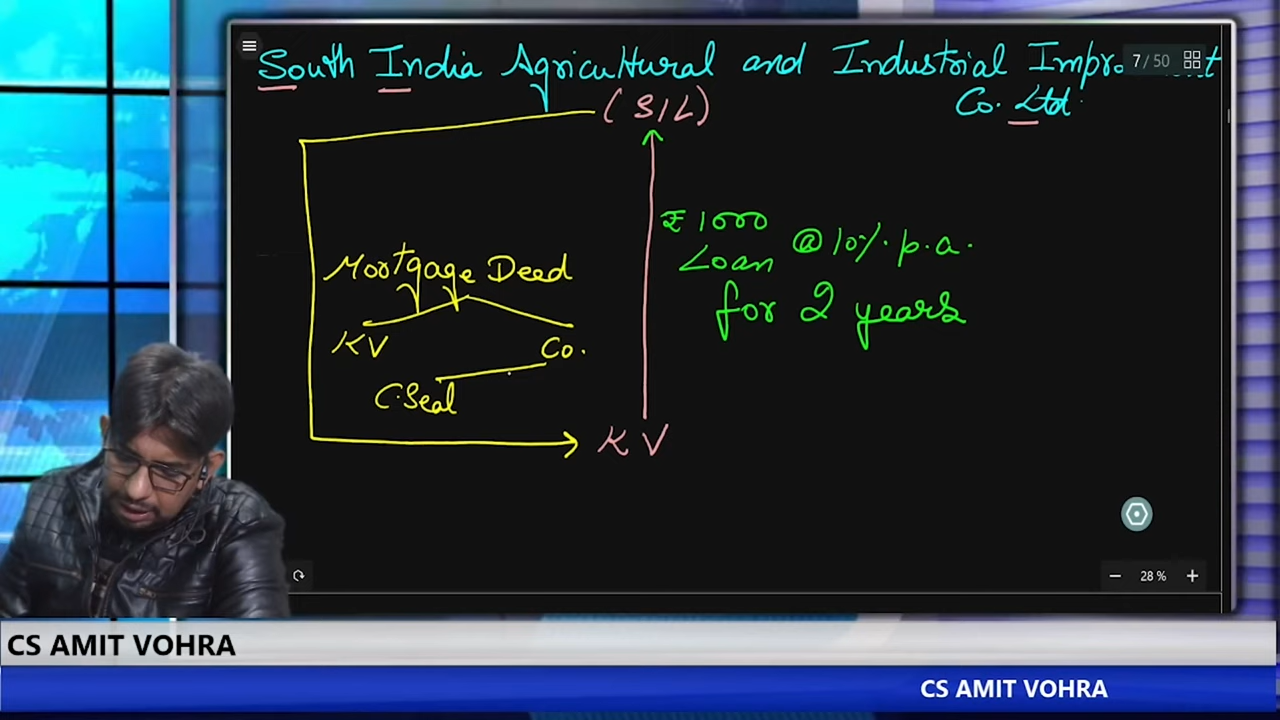 South India Agricultural and Industrial Impro
7 / 50
Co. Ltd.
(SIL)
₹ 1000
Loan @ 10% p.a.
for 2 years
Mortgage Deed
KV Co.
C. Seal
KV
28 %
CS AMIT VOHRA
CS AMIT VOHRA